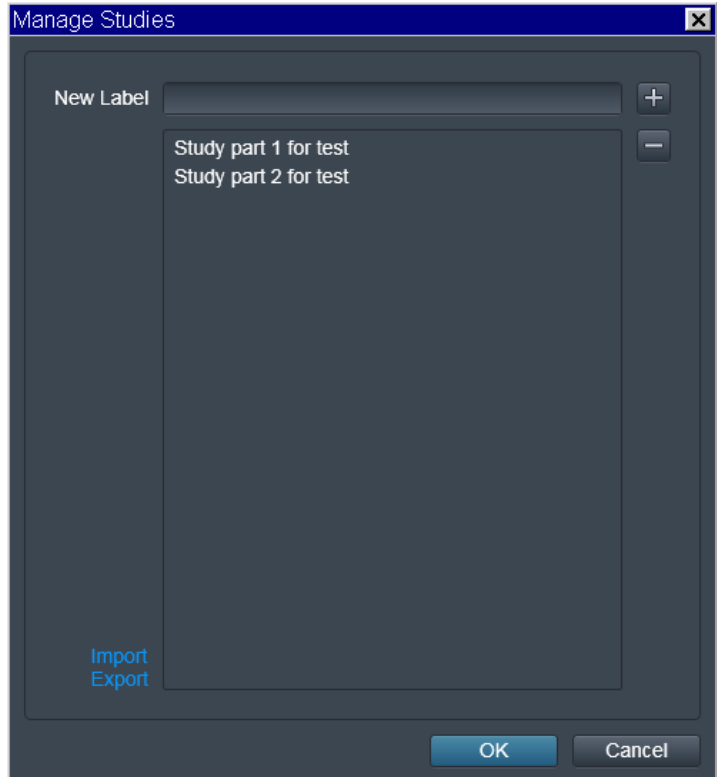 Manage Studies
New Label
Study part 1 for test
Study part 2 for test
Import
Export
OK
Cancel